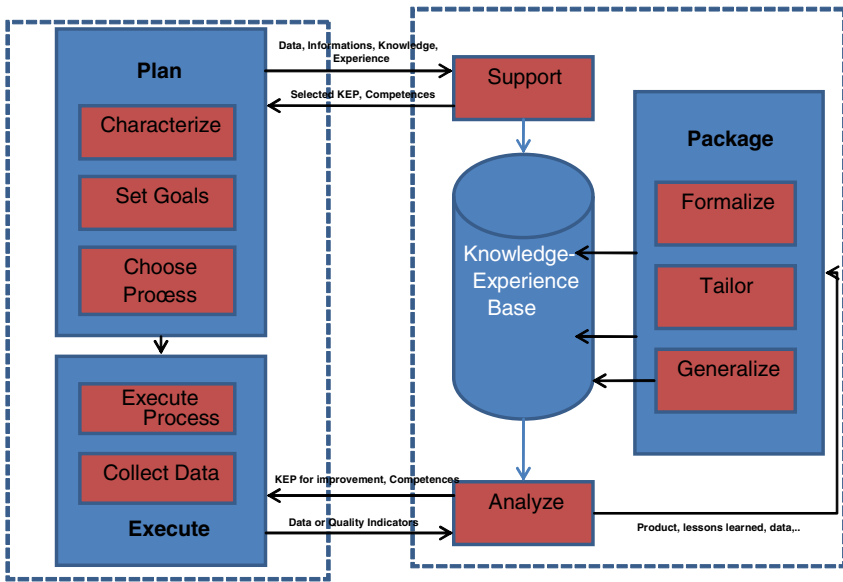 Plan
Characterize
Set Goals
Choose
Process
Execute
Process
Collect Data
Execute
Data, Informations, Knowledge,
Experience
Selected KEP, Competences
KEP for improvement, Competences
Data or Quality Indicators
Support
Knowledge-
Experience
Base
Analyze
Package
Formalize
Tailor
Generalize
Product, lessons learned, data,..